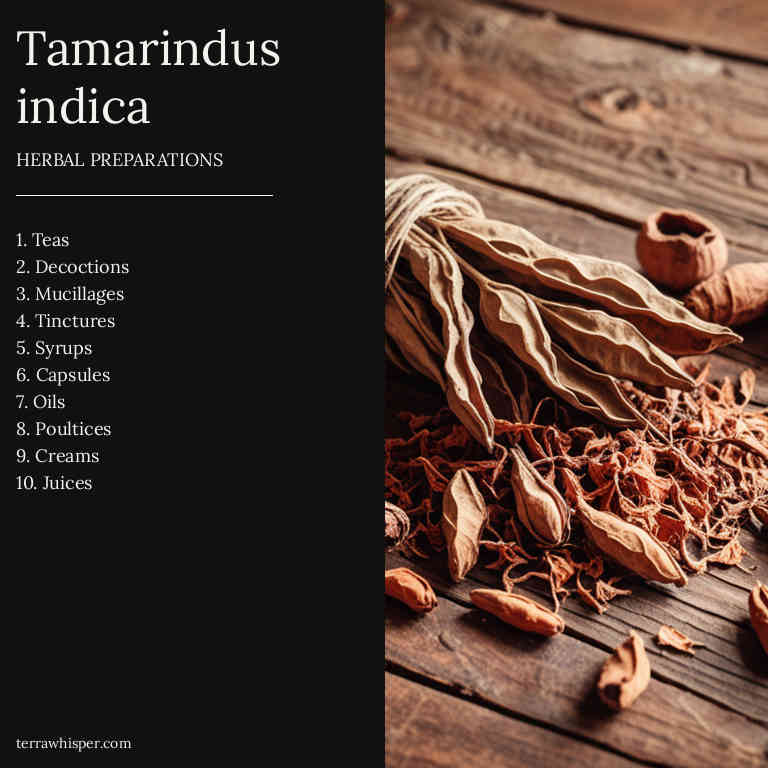 Tamarindus
indica
HERBAL PREPARATIONS
1. Teas
2. Decoctions
3. Mucillages
4. Tinctures
5. Syrups
6. Capsules
7. Oils
8. Poultices
9. Creams
10. Juices
terrawhisper.com